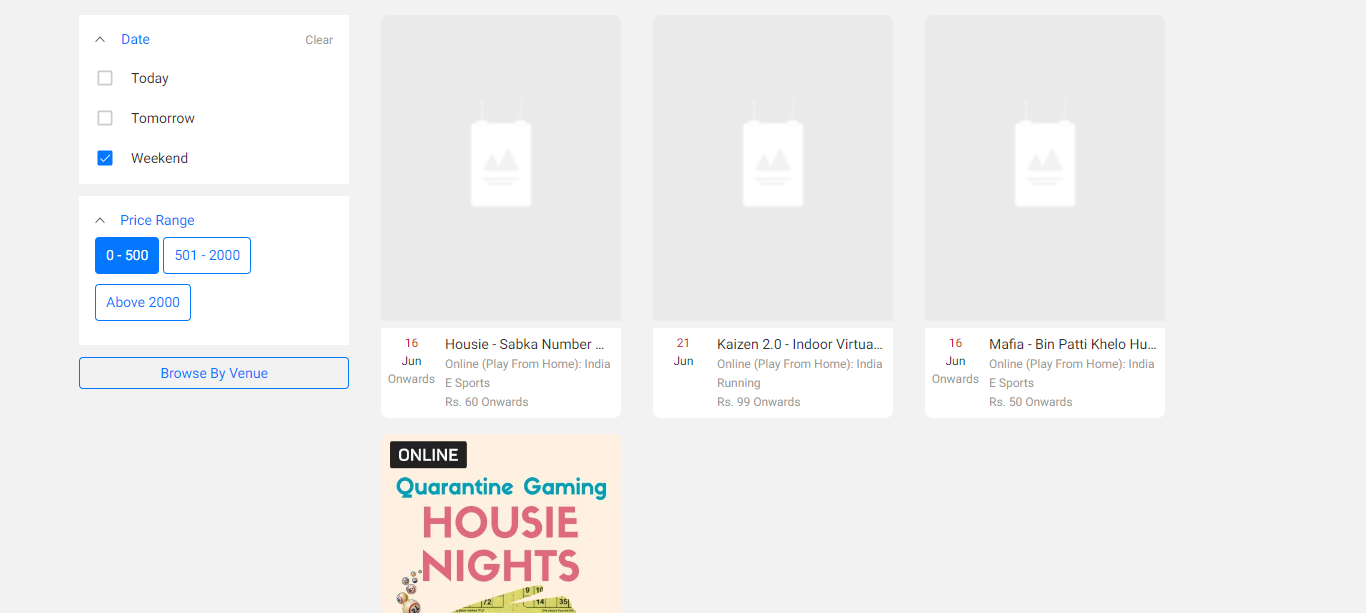 Date
Clear
Today
Tomorrow
Weekend
Price Range
0 - 500
501 - 2000
Above 2000
Browse By Venue
16
Jun
Onwards
Housie - Sabka Number ...
Online (Play From Home): India
E Sports
Rs. 60 Onwards
21
Jun
Kaizen 2.0 - Indoor Virtua...
Online (Play From Home): India
Running
Rs. 99 Onwards
16
Jun
Onwards
Mafia - Bin Patti Khelo Hu...
Online (Play From Home): India
E Sports
Rs. 50 Onwards
ONLINE
Quarantine Gaming
HOUSIE
NIGHTS
9
72
14
35